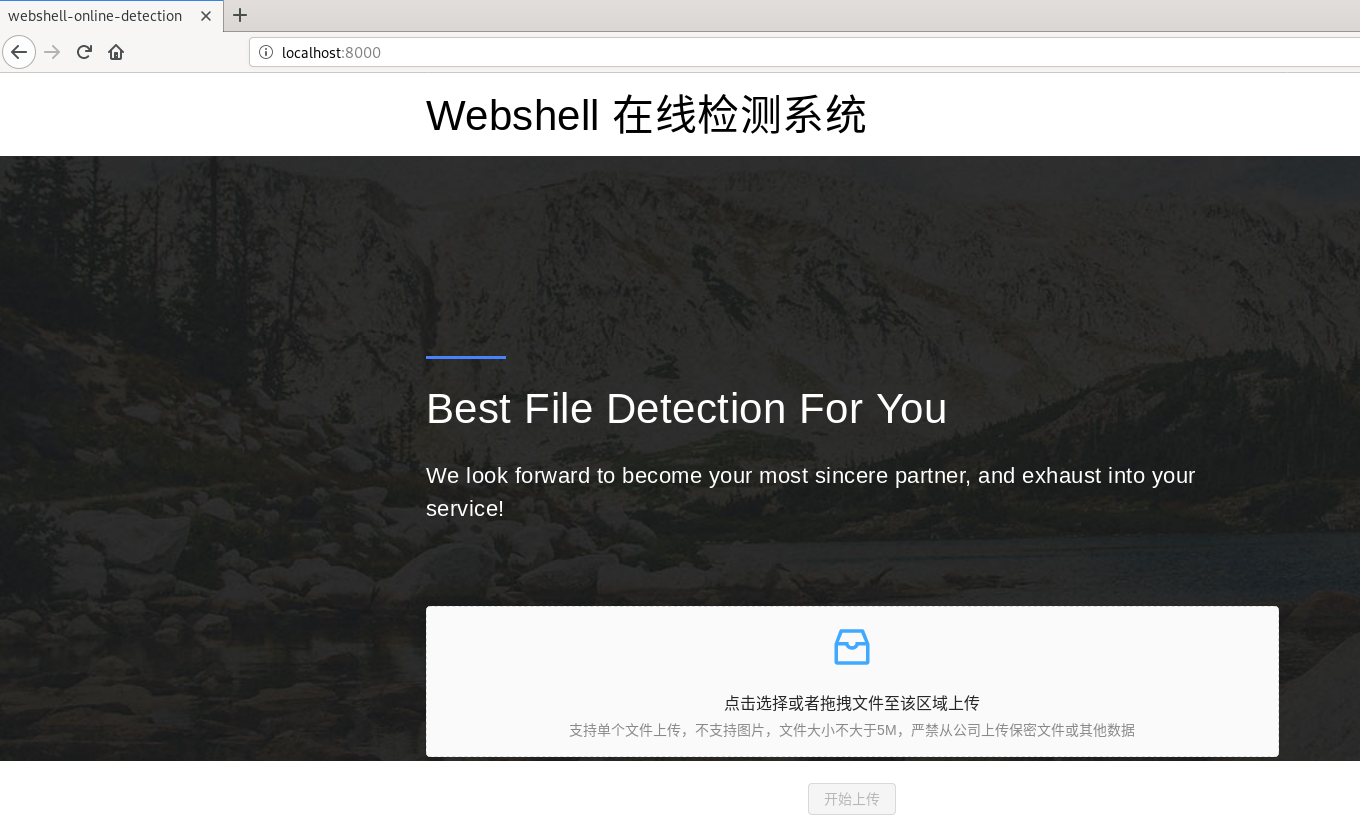 webshell-online-detection
localhost:8000
Webshell 在线检测系统
Best File Detection For You
We look forward to become your most sincere partner, and exhaust into your
service!
点击选择或者拖拽文件至该区域上传
支持单个文件上传，不支持图片，文件大小不大于5M，严禁从公司上传保密文件或其他数据
开始上传